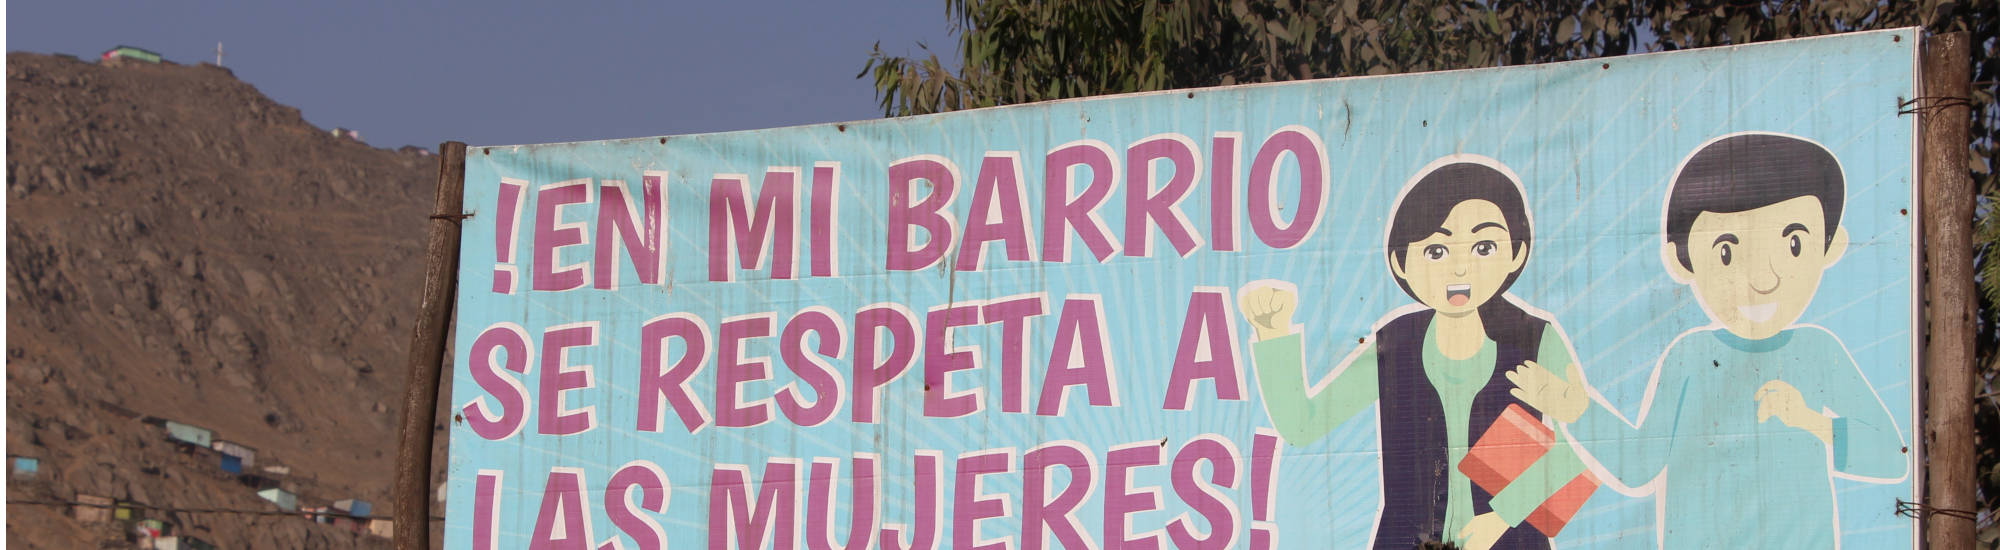 !EN MI BARRIO
SE RESPETA A
LAS MUJERES!